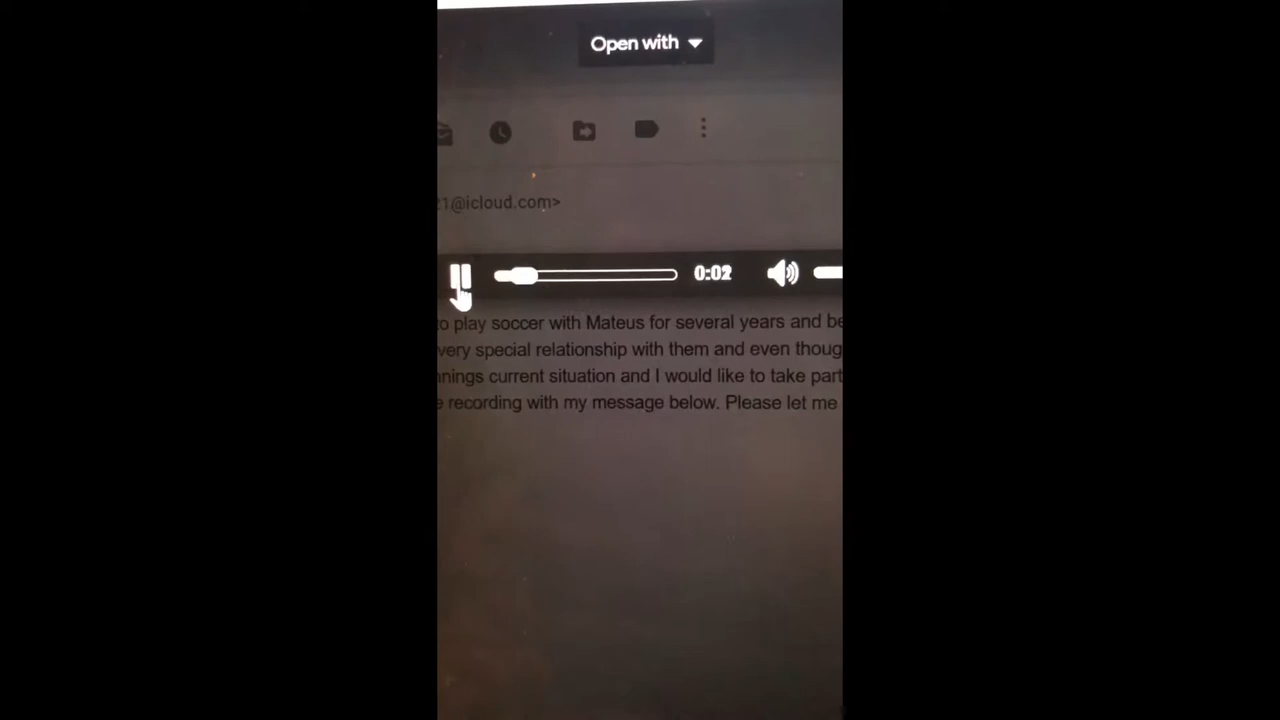 Open with
21@icloud.com>
0:02
to play soccer with Mateus for several years and be
very special relationship with them and even thoug
nnings current situation and I would like to take part
e recording with my message below. Please let me